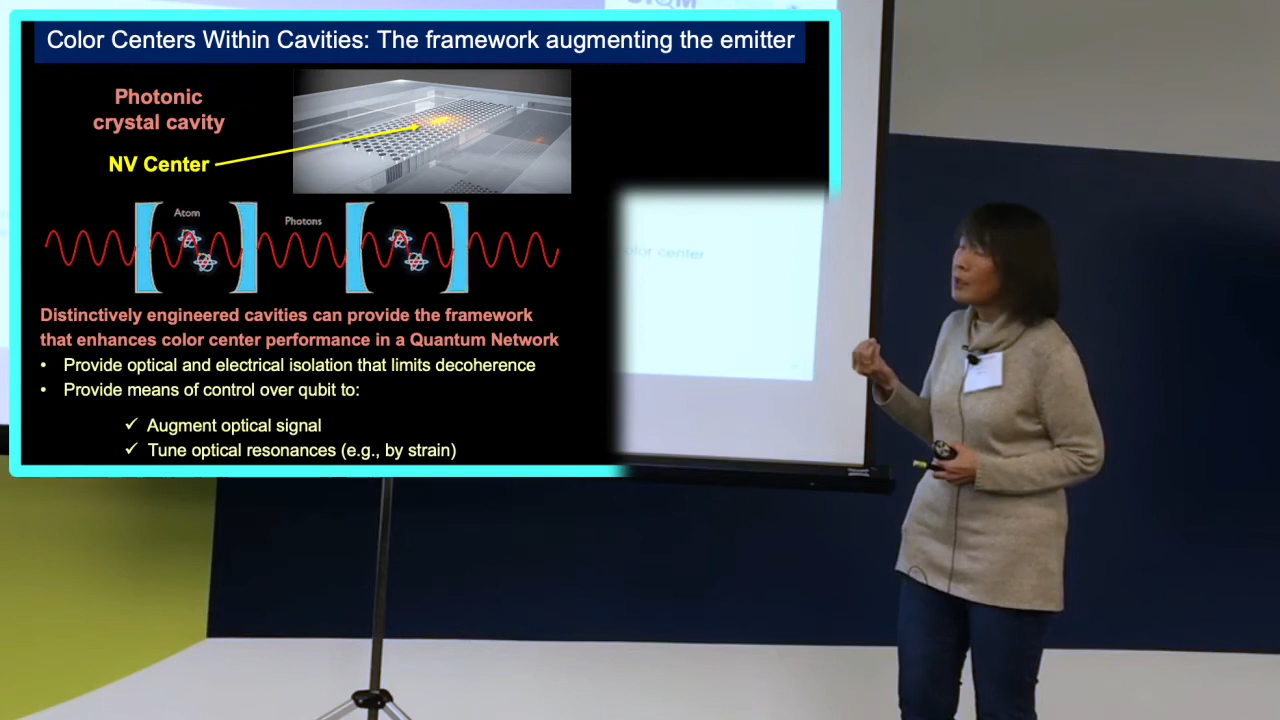 Color Centers Within Cavities: The framework augmenting the emitter
Photonic
crystal cavity
NV Center
Atom
Photons
Distinctively engineered cavities can provide the framework
that enhances color center performance in a Quantum Network
• Provide optical and electrical isolation that limits decoherence
• Provide means of control over qubit to:
✓ Augment optical signal
✓ Tune optical resonances (e.g., by strain)
center